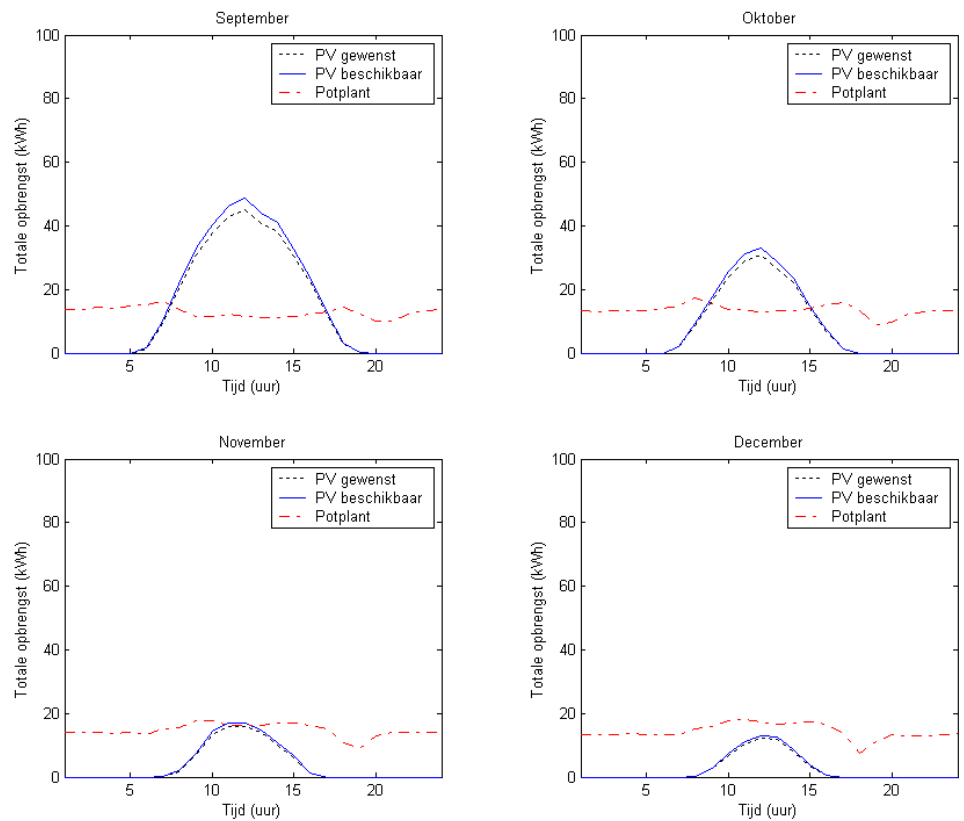 September
100
80
60
40
20
0
Totale opbrengst (kWh)
PV gewenst
PV beschikbaar
Potplant
5
10
15
20
Tijd (uur)
Oktober
100
80
60
40
20
0
Totale opbrengst (kWh)
PV gewenst
PV beschikbaar
Potplant
5
10
15
20
Tijd (uur)
November
100
80
60
40
20
0
Totale opbrengst (kWh)
PV gewenst
PV beschikbaar
Potplant
5
10
15
20
Tijd (uur)
December
100
80
60
40
20
0
Totale opbrengst (kWh)
PV gewenst
PV beschikbaar
Potplant
5
10
15
20
Tijd (uur)